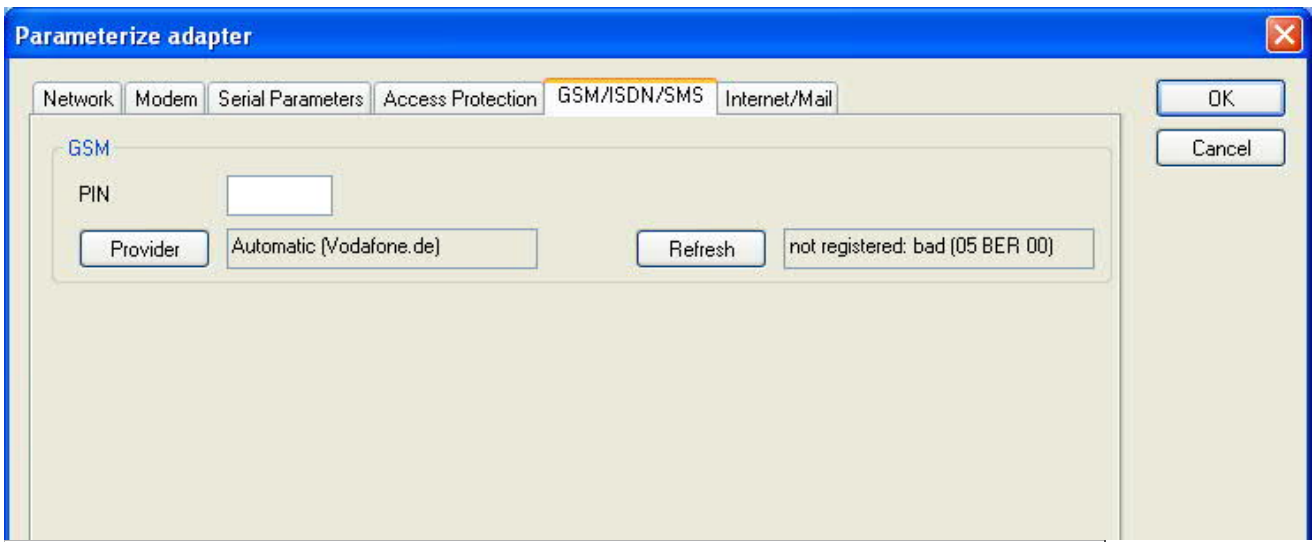 Parameterize adapter
Network Modem Serial Parameters Access Protection GSM/ISDN/SMS Internet/Mail
OK
Cancel
GSM
PIN
Provider Automatic (Vodafone.de) Refresh not registered: bad (05 BER 00)